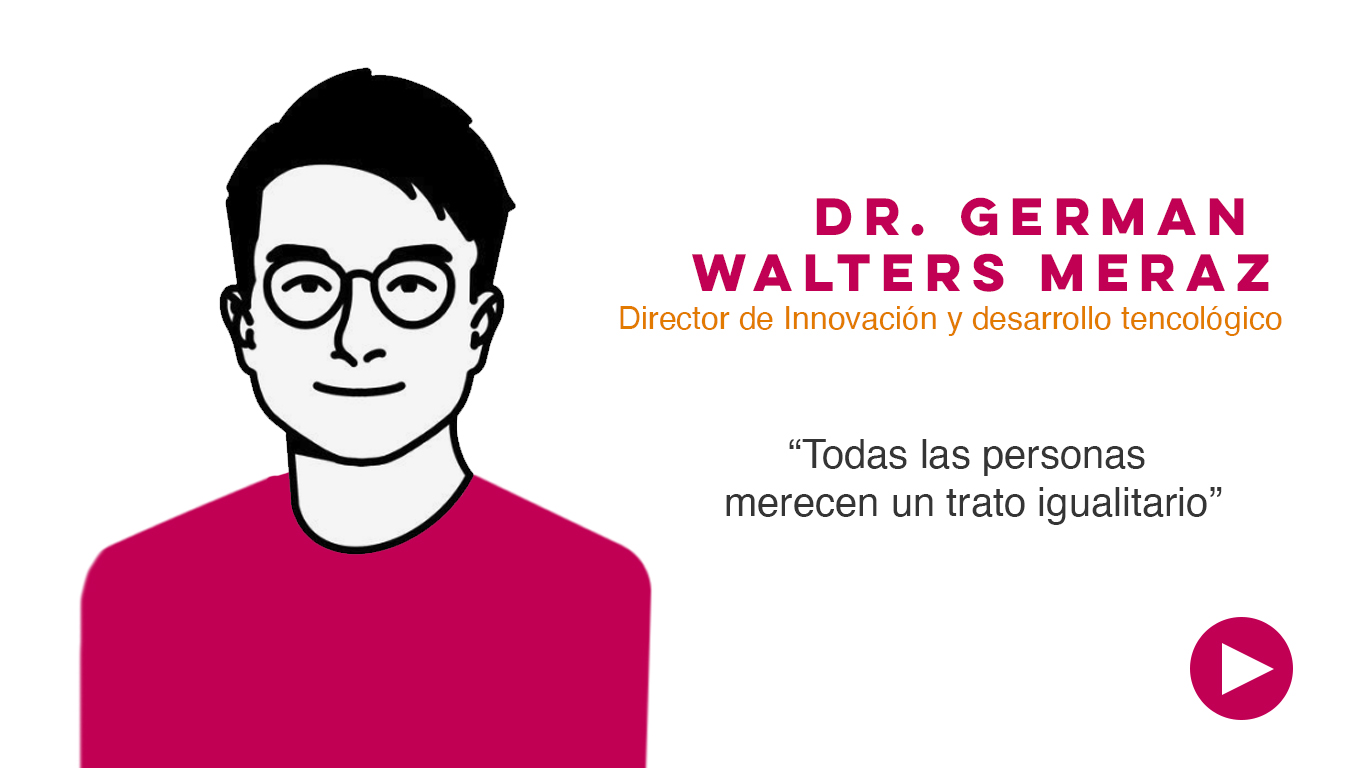 DR. GERMAN
WALTERS MERAZ
Director de Innovación y desarrollo tencológico
“Todas las personas
merecen un trato igualitario”